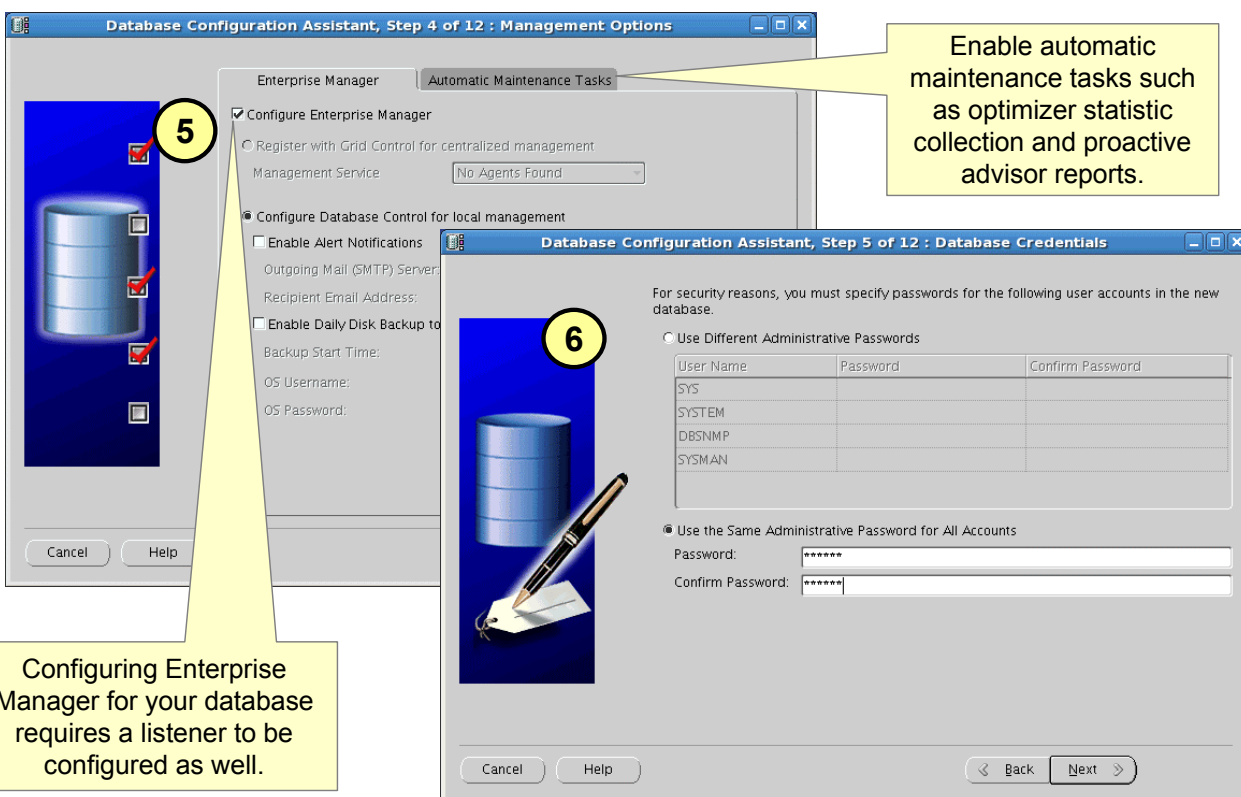 Database Configuration Assistant, Step 4 of 12 : Management Options
Enterprise Manager
Automatic Maintenance Tasks
5
Configure Enterprise Manager
Register with Grid Control for centralized management
Management Service
No Agents Found
Configure Database Control for local management
Enable Alert Notifications
Outgoing Mail (SMTP) Server:
Recipient Email Address:
Enable Daily Disk Backup to
Backup Start Time:
OS Username:
OS Password:
Cancel
Help
Enable automatic
maintenance tasks such
as optimizer statistic
collection and proactive
advisor reports.
Configuring Enterprise
Manager for your database
requires a listener to be
configured as well.
Database Configuration Assistant, Step 5 of 12 : Database Credentials
6
For security reasons, you must specify passwords for the following user accounts in the new
database.
Use Different Administrative Passwords
User Name Password Confirm Password
SYS
SYSTEM
DBSNMP
SYSMAN
Use the Same Administrative Password for All Accounts
Password: ******
Confirm Password: ******
Cancel
Help
Back
Next